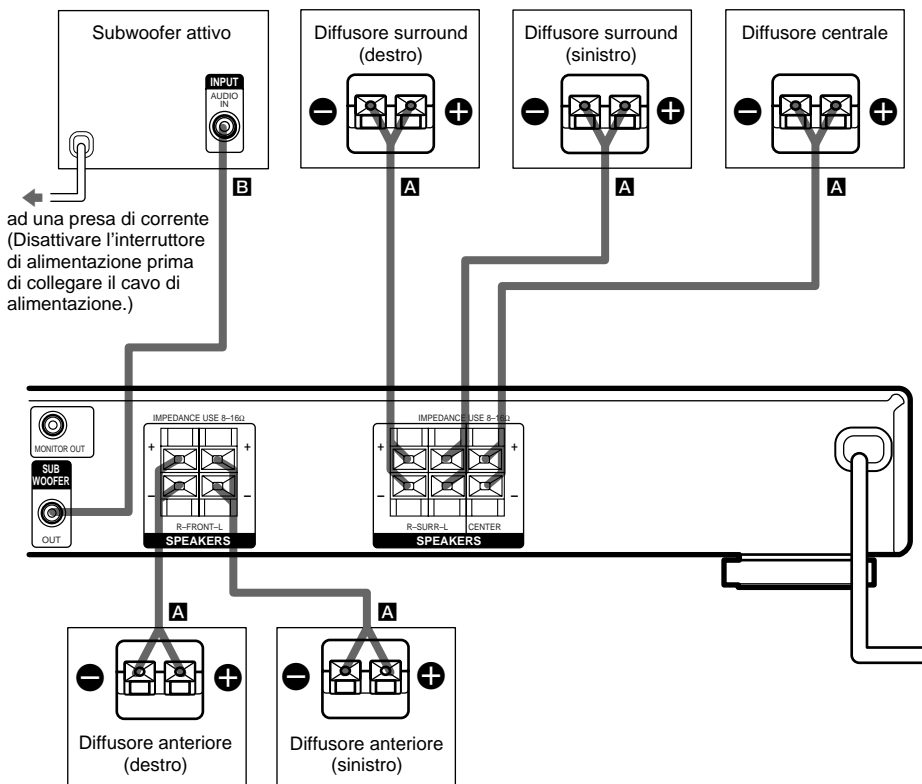 Subwoofer attivo
INPUT
AUDIO
IN
Diffusore surround
(destro)
Diffusore surround
(sinistro)
Diffusore centrale
− +
− +
− +
B
A
A
A
ad una presa di corrente
(Disattivare l'interruttore
di alimentazione prima
di collegare il cavo di
alimentazione.)
MONITOR OUT
SUB
WOOFER
OUT
IMPEDANCE USE 8–16Ω
+ +
− −
R–FRONT–L
SPEAKERS
IMPEDANCE USE 8–16Ω
+ +
− −
R–SURR–L CENTER
SPEAKERS
A
A
− +
− +
Diffusore anteriore
(destro)
Diffusore anteriore
(sinistro)